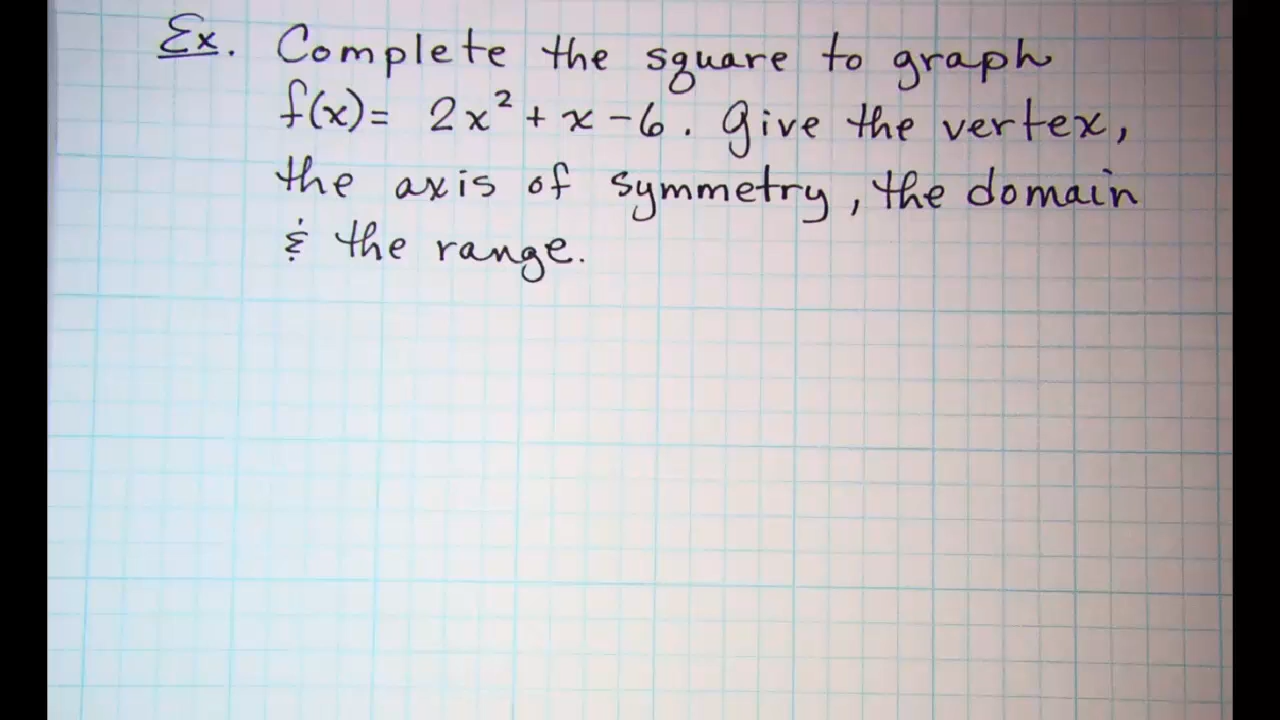 Ex. Complete the square to graph
f(x) = 2x² + x - 6. Give the vertex,
the axis of symmetry, the domain
& the range.